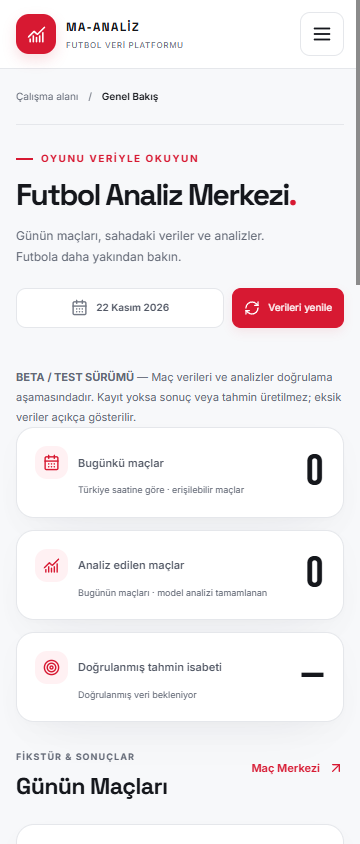 MA-ANALİZ
FUTBOL VERİ PLATFORMU
Çalışma alanı / Genel Bakış
OYUNU VERİYLE OKUYUN
Futbol Analiz Merkezi.
Günün maçları, sahadaki veriler ve analizler.
Futbola daha yakından bakın.
22 Kasım 2026
Verileri yenile
BETA / TEST SÜRÜMÜ — Maç verileri ve analizler doğrulama
aşamasındadır. Kayıt yoksa sonuç veya tahmin üretilmez; eksik
veriler açıkça gösterilir.
Bugünkü maçlar
0
Türkiye saatine göre · erişilebilir maçlar
Analiz edilen maçlar
0
Bugünün maçları · model analizi tamamlanan
Doğrulanmış tahmin isabeti
—
Doğrulanmış veri bekleniyor
FİKSTÜR & SONUÇLAR
Maç Merkezi
Günün Maçları